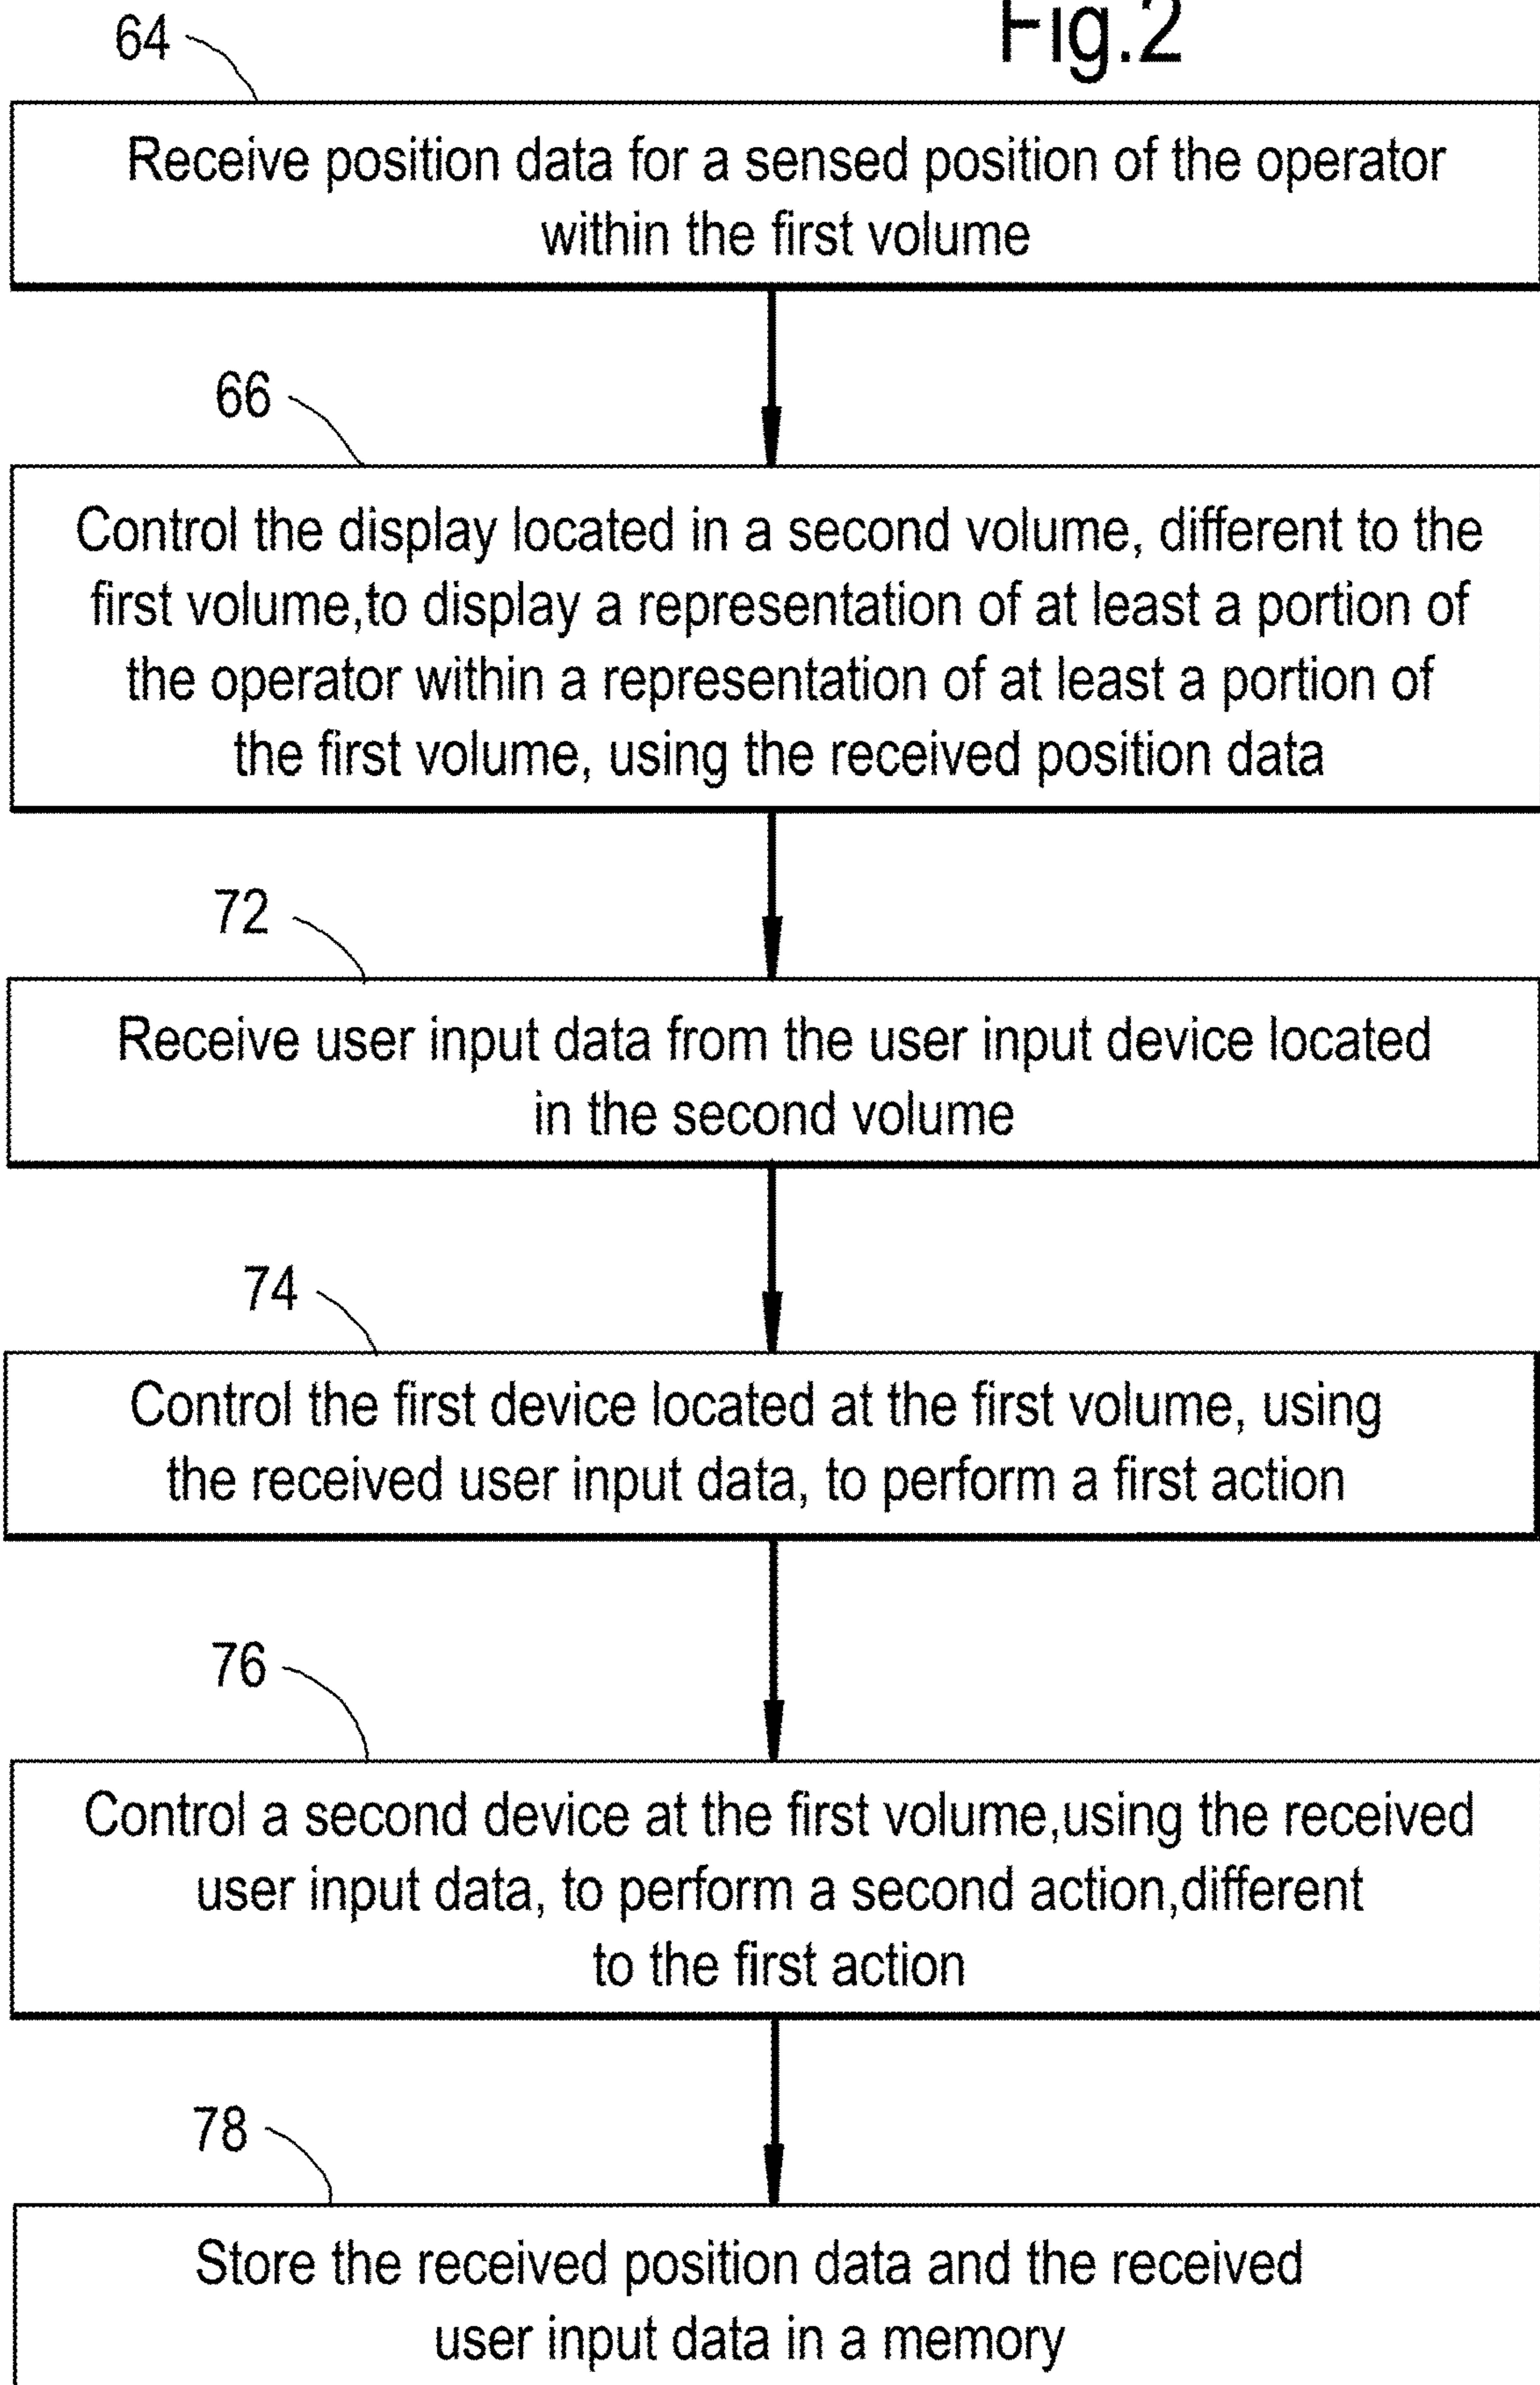 Fig.2
64
Receive position data for a sensed position of the operator
within the first volume
66
Control the display located in a second volume, different to the
first volume,to display a representation of at least a portion of
the operator within a representation of at least a portion of
the first volume, using the received position data
72
Receive user input data from the user input device located
in the second volume
74
Control the first device located at the first volume, using
the received user input data, to perform a first action
76
Control a second device at the first volume,using the received
user input data, to perform a second action,different
to the first action
78
Store the received position data and the received
user input data in a memory